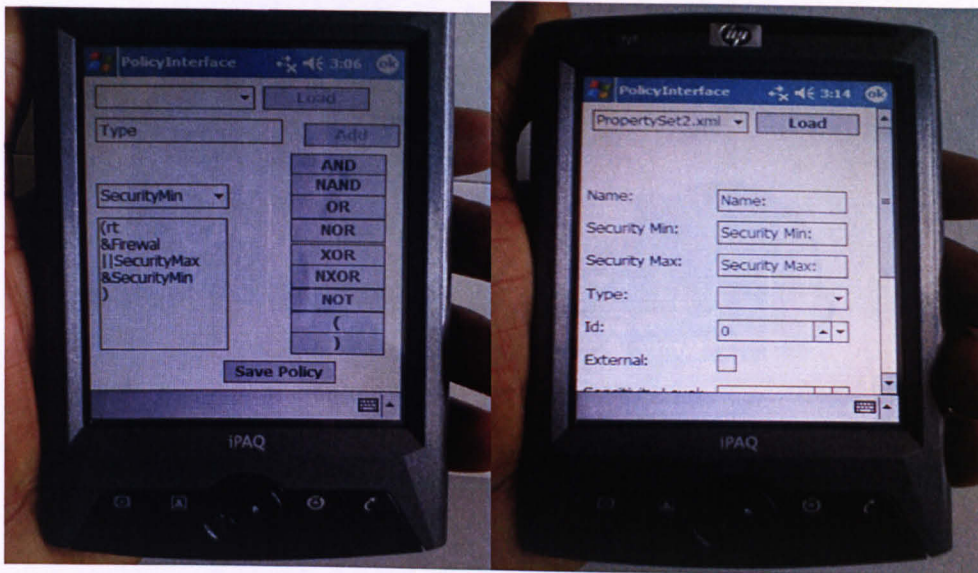 PolicyInterface 3:06 ok
Load
Type Add
AND
NAND
SecurityMin
OR
(rt
&Firewal
||SecurityMax
&SecurityMin
)
NOR
XOR
NXOR
NOT
(
)
Save Policy
iPAQ
hp
PolicyInterface 3:14 ok
PropertySet2.xml Load
Name: Name:
Security Min: Security Min:
Security Max: Security Max:
Type:
Id: 0
External:
Sensitivity Level:
iPAQ